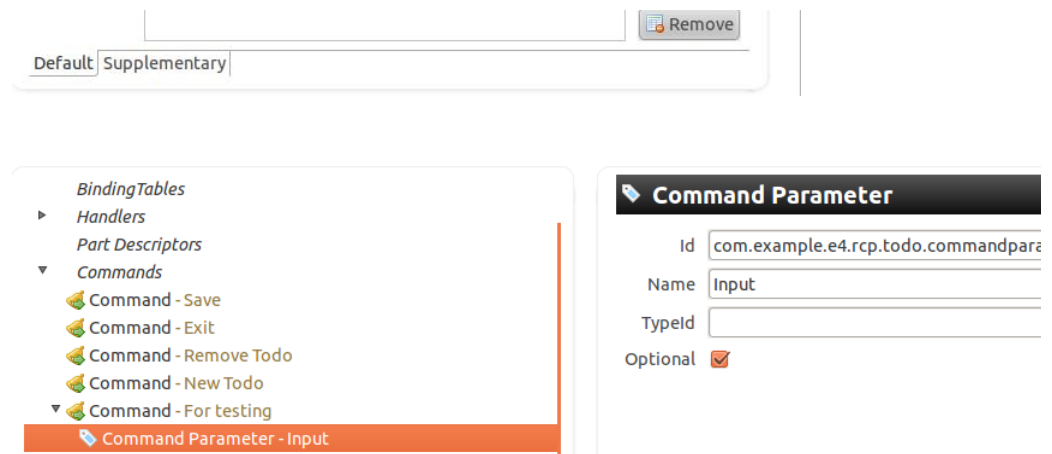 Remove
Default Supplementary
BindingTables
Handlers
Part Descriptors
Commands
Command - Save
Command - Exit
Command - Remove Todo
Command - New Todo
Command - For testing
Command Parameter - Input
Command Parameter
Id com.example.e4.rcp.todo.commandpara
Name Input
TypeId
Optional